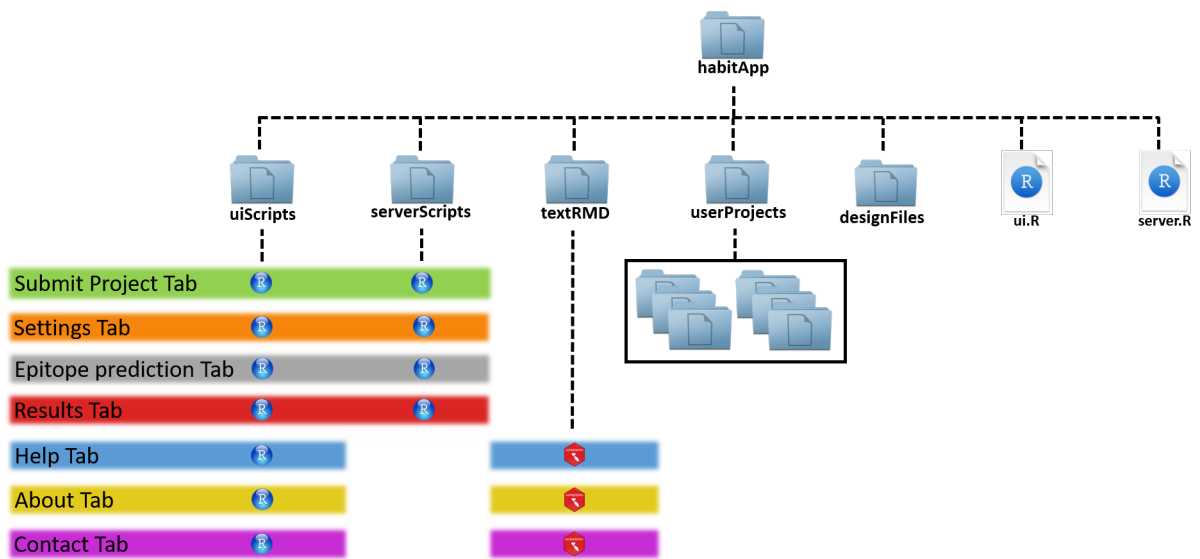 habitApp
uiScripts
serverScripts
textRMD
userProjects
designFiles
R
ui.R
R
server.R
Submit Project Tab R R
Settings Tab R R
Epitope prediction Tab R R
Results Tab R R
Help Tab R
About Tab R
Contact Tab R